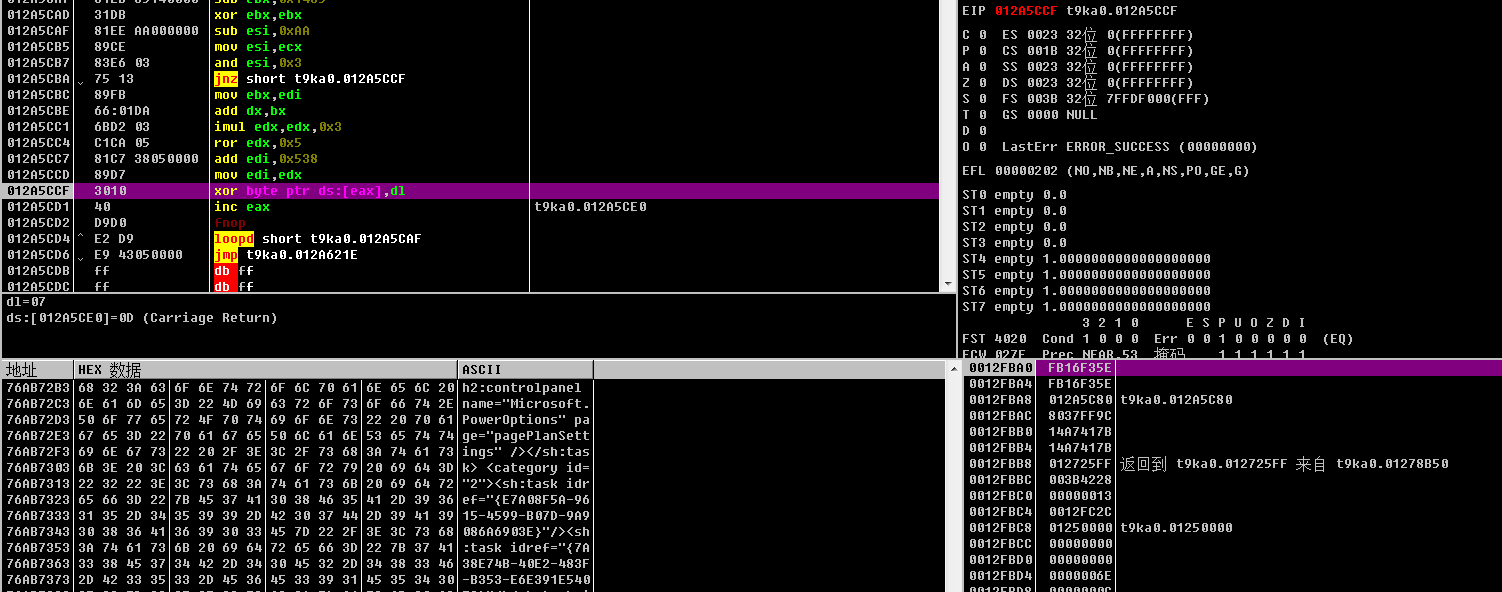 012A5CAD 31DB xor ebx,ebx
012A5CAF 81EE AA000000 sub esi,0xAA
012A5CB5 89CE mov esi,ecx
012A5CB7 83E6 03 and esi,0x3
012A5CBA 75 13 jnz short t9ka0.012A5CCF
012A5CBC 89FB mov ebx,edi
012A5CBE 66:01DA add dx,bx
012A5CC1 6BD2 03 imul edx,edx,0x3
012A5CC4 C1CA 05 ror edx,0x5
012A5CC7 81C7 38050000 add edi,0x538
012A5CCD 89D7 mov edi,edx
012A5CCF 3010 xor byte ptr ds:[eax],dl
012A5CD1 40 inc eax t9ka0.012A5CE0
012A5CD2 D9D0 fnop
012A5CD4 E2 D9 loopd short t9ka0.012A5CAF
012A5CD6 E9 43050000 jmp t9ka0.012A621E
012A5CDB ff db ff
012A5CDC ff db ff
dl=07
ds:[012A5CE0]=0D (Carriage Return)
EIP 012A5CCF t9ka0.012A5CCF
C 0 ES 0023 32位 0(FFFFFFFF)
P 0 CS 001B 32位 0(FFFFFFFF)
A 0 SS 0023 32位 0(FFFFFFFF)
Z 0 DS 0023 32位 0(FFFFFFFF)
S 0 FS 003B 32位 7FFDF000(FFF)
T 0 GS 0000 NULL
D 0
O 0 LastErr ERROR_SUCCESS (00000000)
EFL 00000202 (NO,NB,NE,A,NS,PO,GE,G)
ST0 empty 0.0
ST1 empty 0.0
ST2 empty 0.0
ST3 empty 0.0
ST4 empty 1.0000000000000000000
ST5 empty 1.0000000000000000000
ST6 empty 1.0000000000000000000
ST7 empty 1.0000000000000000000
3 2 1 0 E S P U O Z D I
FST 4020 Cond 1 0 0 0 Err 0 0 1 0 0 0 0 0 (EQ)
FCW 027F Prec NEAR,53 掩码 1 1 1 1 1 1
地址 HEX 数据 ASCII
76AB72B3 68 32 3A 63 6F 6E 74 72 6F 6C 70 61 6E 65 6C 20 h2:controlpanel
76AB72C3 6E 61 6D 65 3D 22 4D 69 63 72 6F 73 6F 66 74 2E name="Microsoft.
76AB72D3 50 6F 77 65 72 4F 70 74 69 6F 6E 73 22 20 70 61 PowerOptions" pa
76AB72E3 67 65 3D 22 70 61 67 65 50 6C 61 6E 53 65 74 74 ge="pagePlanSett
76AB72F3 69 6E 67 73 22 20 2F 3E 3C 2F 73 68 3A 74 61 73 ings" /></sh:tas
76AB7303 6B 3E 20 3C 63 61 74 65 67 6F 72 79 20 69 64 3D k> <category id=
76AB7313 22 32 22 3E 3C 73 68 3A 74 61 73 6B 20 69 64 72 "2"><sh:task idr
76AB7323 65 66 3D 22 7B 45 37 41 30 38 46 35 41 2D 39 36 ef="{E7A08F5A-96
76AB7333 31 35 2D 34 35 39 39 2D 42 30 37 44 2D 39 41 39 15-4599-B07D-9A9
76AB7343 30 38 36 41 36 39 30 33 45 7D 22 2F 3E 3C 73 68 086A6903E}"/><sh
76AB7353 3A 74 61 73 6B 20 69 64 72 65 66 3D 22 7B 37 41 :task idref="{7A
76AB7363 33 38 45 37 34 42 2D 34 30 45 32 2D 34 38 33 46 38E74B-40E2-483F
76AB7373 2D 42 33 35 33 2D 45 36 45 33 39 31 45 35 34 30 -B353-E6E391E540
0012FBA0 FB16F35E
0012FBA4 FB16F35E
0012FBA8 012A5C80 t9ka0.012A5C80
0012FBAC 8037FF9C
0012FBB0 14A7417B
0012FBB4 14A7417B
0012FBB8 012725FF 返回到 t9ka0.012725FF 来自 t9ka0.01278B50
0012FBBC 003B4228
0012FBC0 00000013
0012FBC4 0012FC2C
0012FBC8 01250000 t9ka0.01250000
0012FBCC 00000000
0012FBD0 00000000
0012FBD4 0000006E